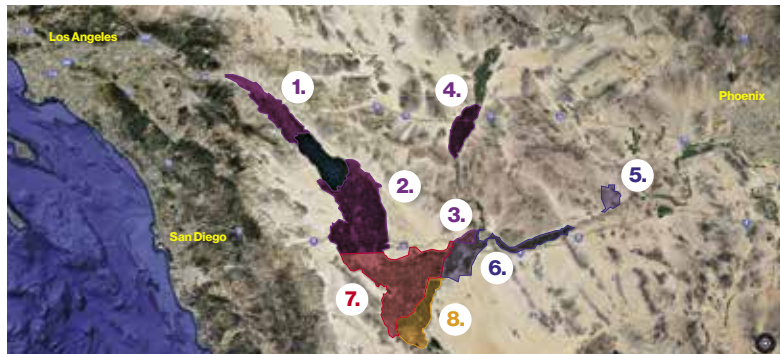 Los Angeles
1.
4.
Phoenix
2.
5.
3.
San Diego
6.
7.
8.